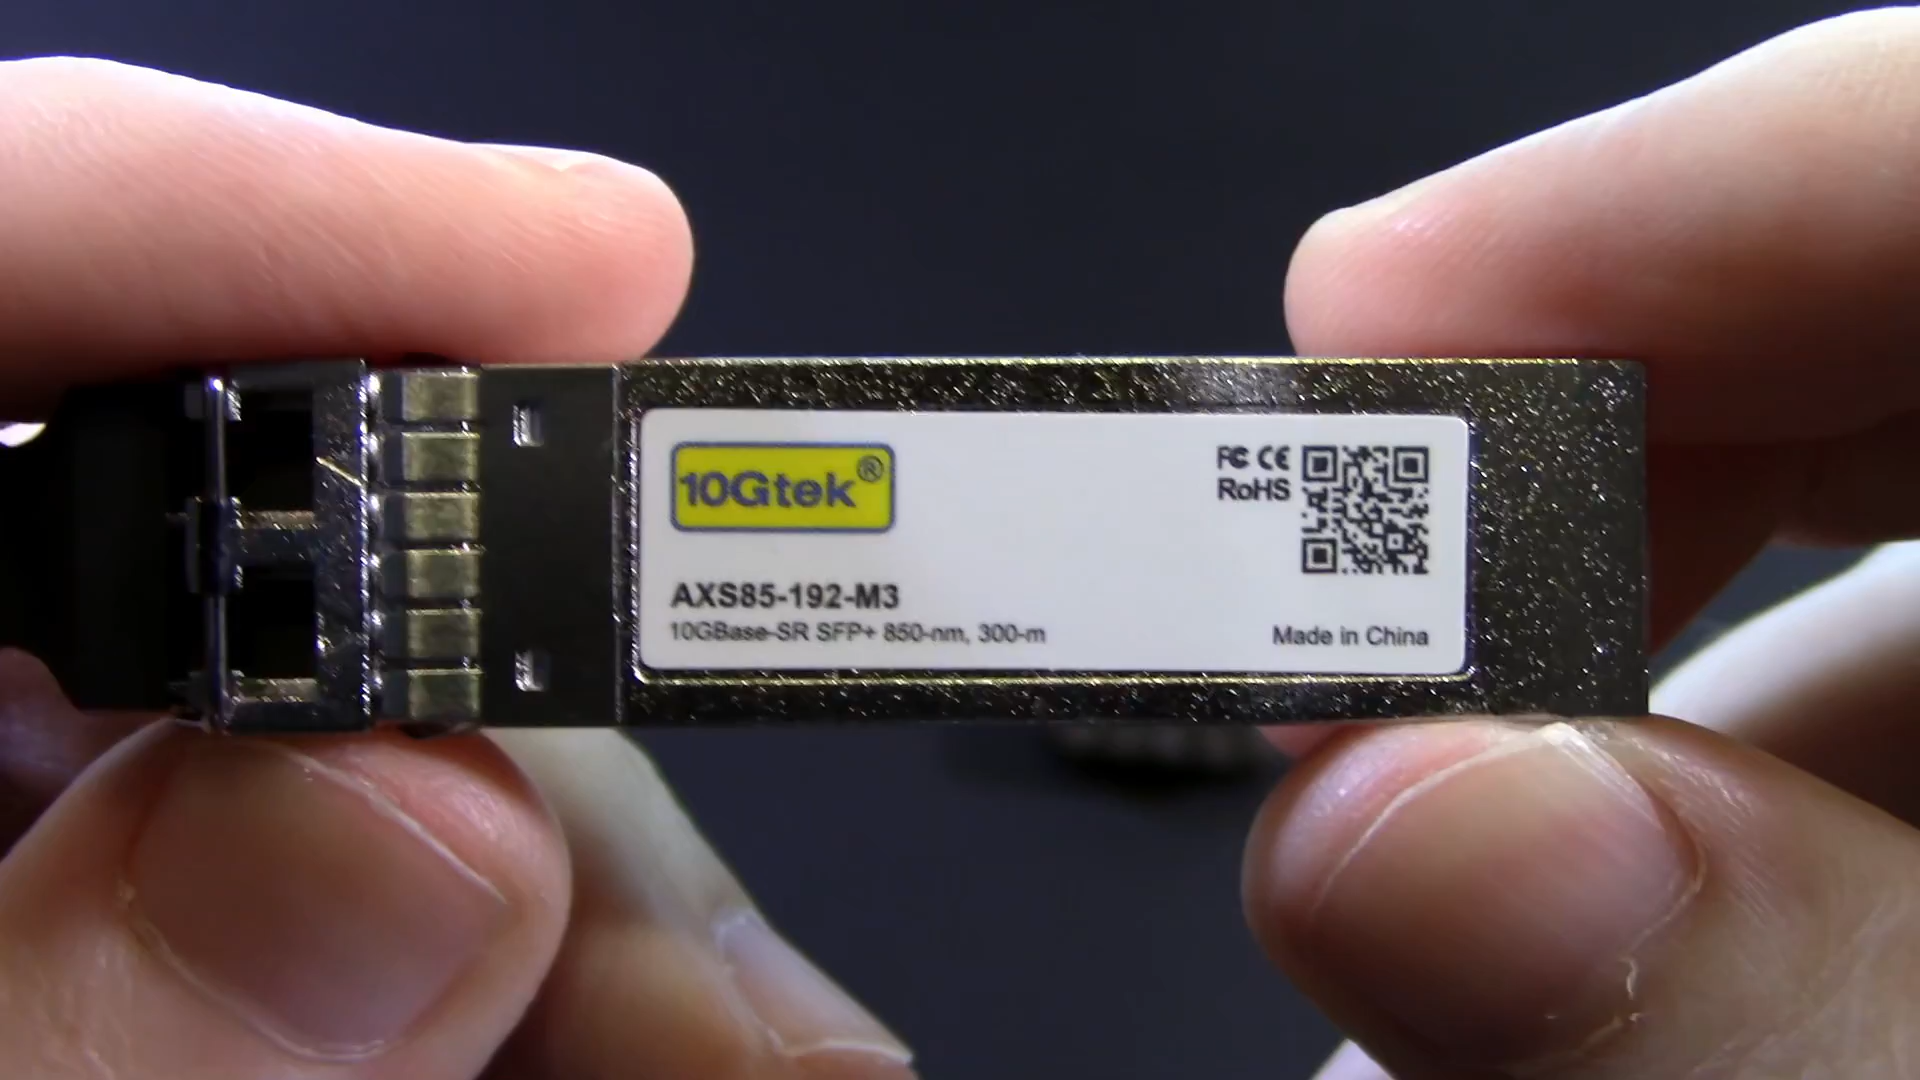 10Gtek®
FC CE
RoHS
AXS85-192-M3
10GBase-SR SFP+ 850-nm, 300-m
Made in China